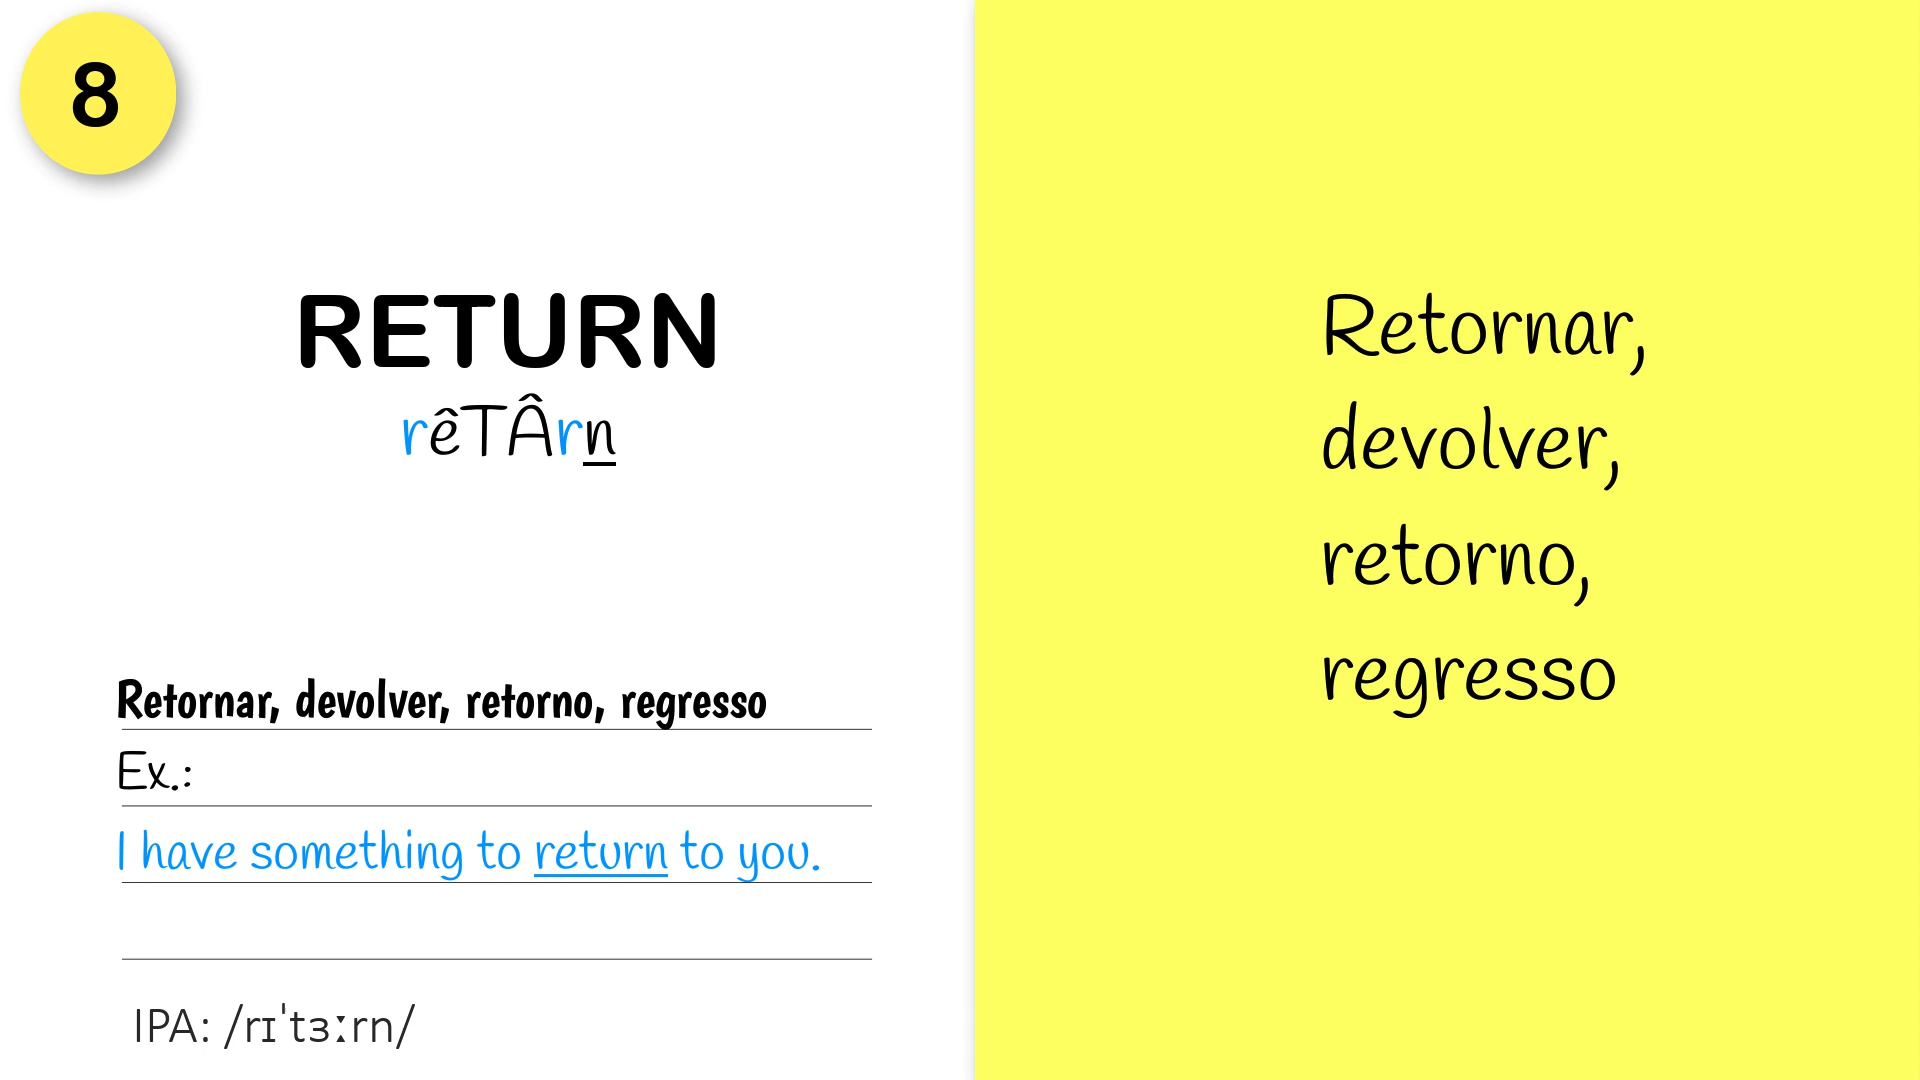 8
RETURN
rêTÂrn
Retornar, devolver, retorno, regresso
Ex.:
I have something to return to you.
IPA: /rɪˈtɜːrn/
Retornar,
devolver,
retorno,
regresso